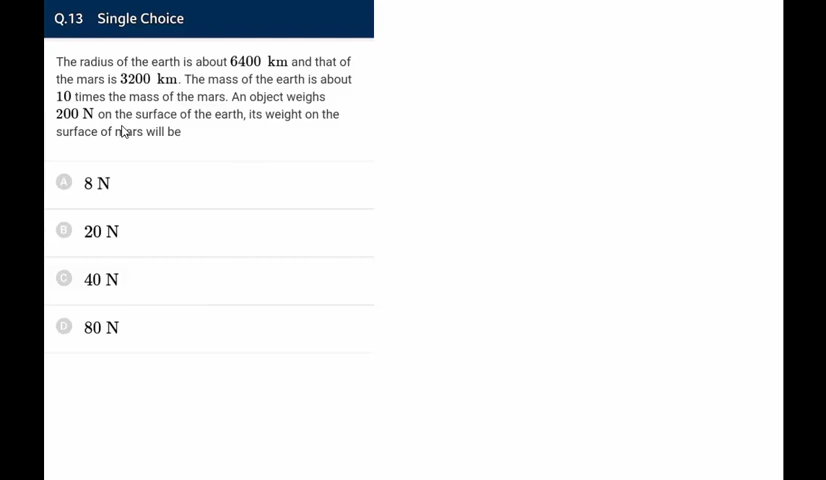 Q.13 Single Choice
The radius of the earth is about 6400 km and that of
the mars is 3200 km. The mass of the earth is about
10 times the mass of the mars. An object weighs
200 N on the surface of the earth, its weight on the
surface of mars will be
A 8 N
B 20 N
C 40 N
D 80 N